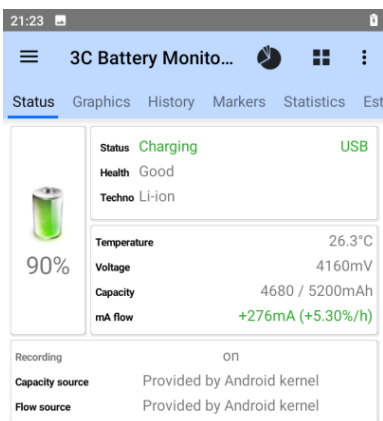 21:23
3C Battery Monito...
Status Graphics History Markers Statistics Est
Status Charging USB
Health Good
Techno Li-ion
90%
Temperature 26.3°C
Voltage 4160mV
Capacity 4680 / 5200mAh
mA flow +276mA (+5.30%/h)
Recording on
Capacity source Provided by Android kernel
Flow source Provided by Android kernel